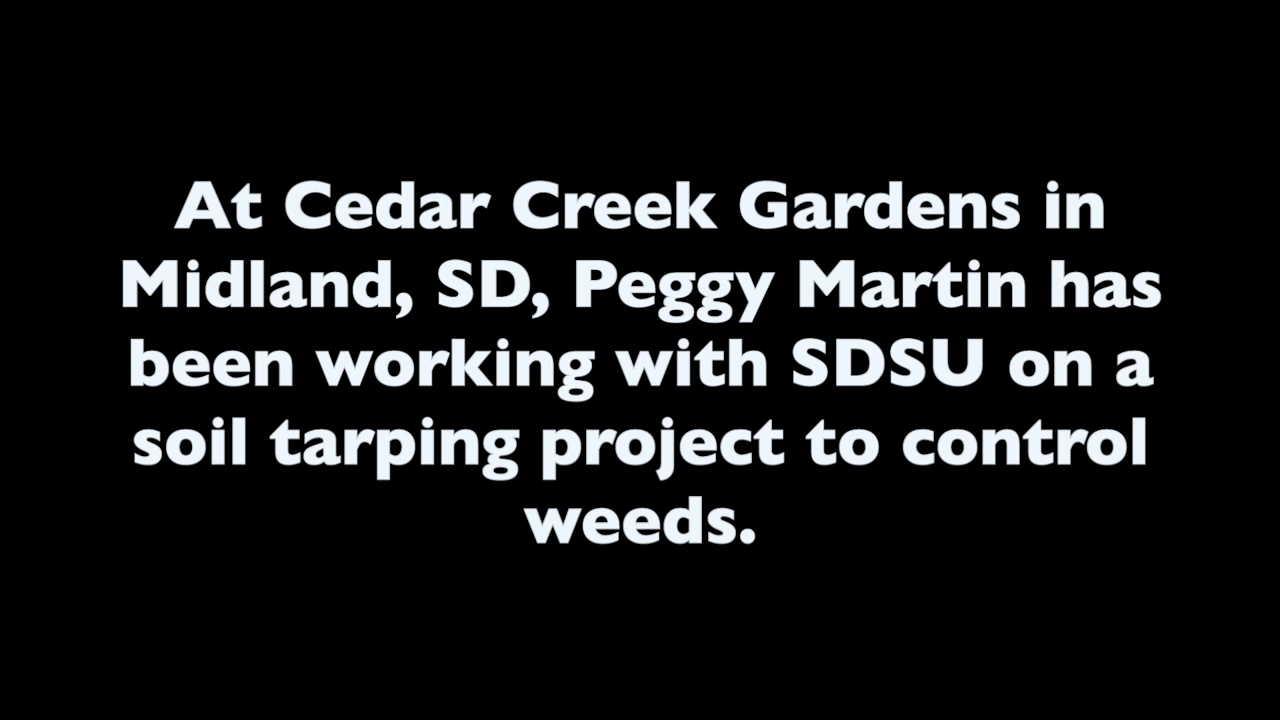 At Cedar Creek Gardens in
Midland, SD, Peggy Martin has
been working with SDSU on a
soil tarping project to control
weeds.